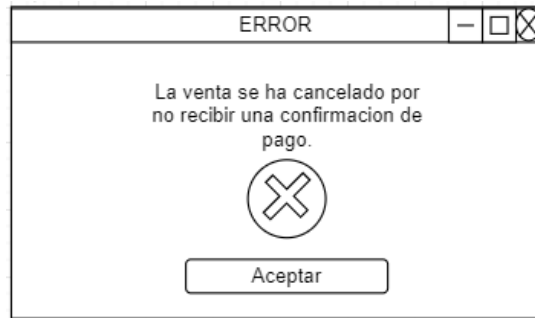 ERROR
La venta se ha cancelado por
no recibir una confirmacion de
pago.
Aceptar